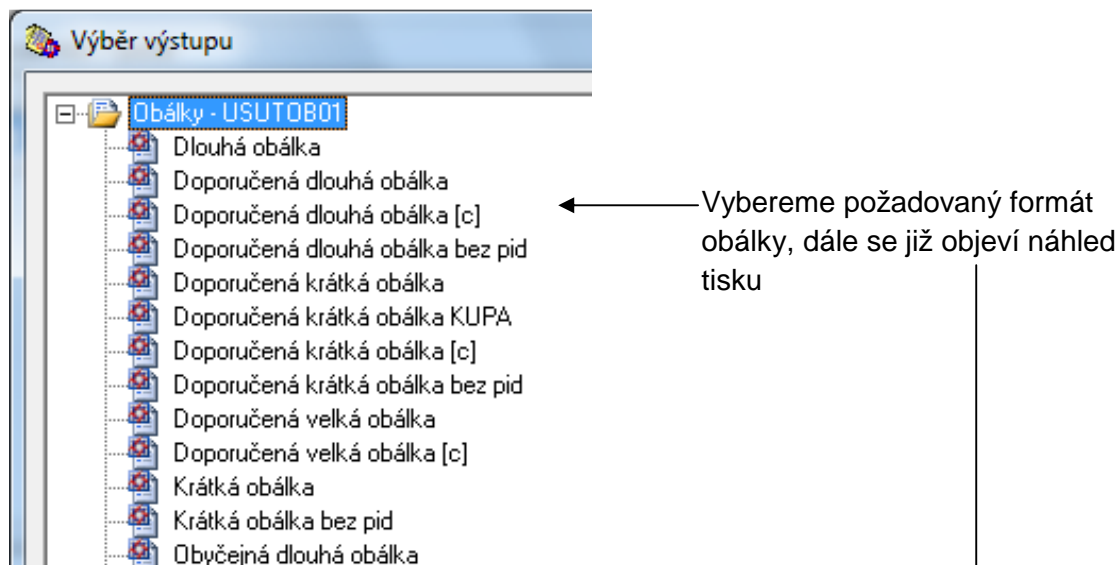 Výběr výstupu
Obálky - USUTOB01
Dlouhá obálka
Doporučená dlouhá obálka
Doporučená dlouhá obálka [c]
Doporučená dlouhá obálka bez pid
Doporučená krátká obálka
Doporučená krátká obálka KUPA
Doporučená krátká obálka [c]
Doporučená krátká obálka bez pid
Doporučená velká obálka
Doporučená velká obálka [c]
Krátká obálka
Krátká obálka bez pid
Obyčejná dlouhá obálka
Vybereme požadovaný formát
obálky, dále se již objeví náhled
tisku